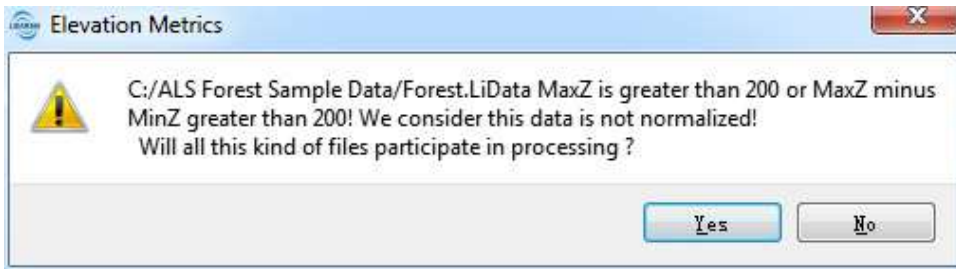 Elevation Metrics
C:/ALS Forest Sample Data/Forest.LiData MaxZ is greater than 200 or MaxZ minus
MinZ greater than 200! We consider this data is not normalized!
Will all this kind of files participate in processing ?
Yes
No